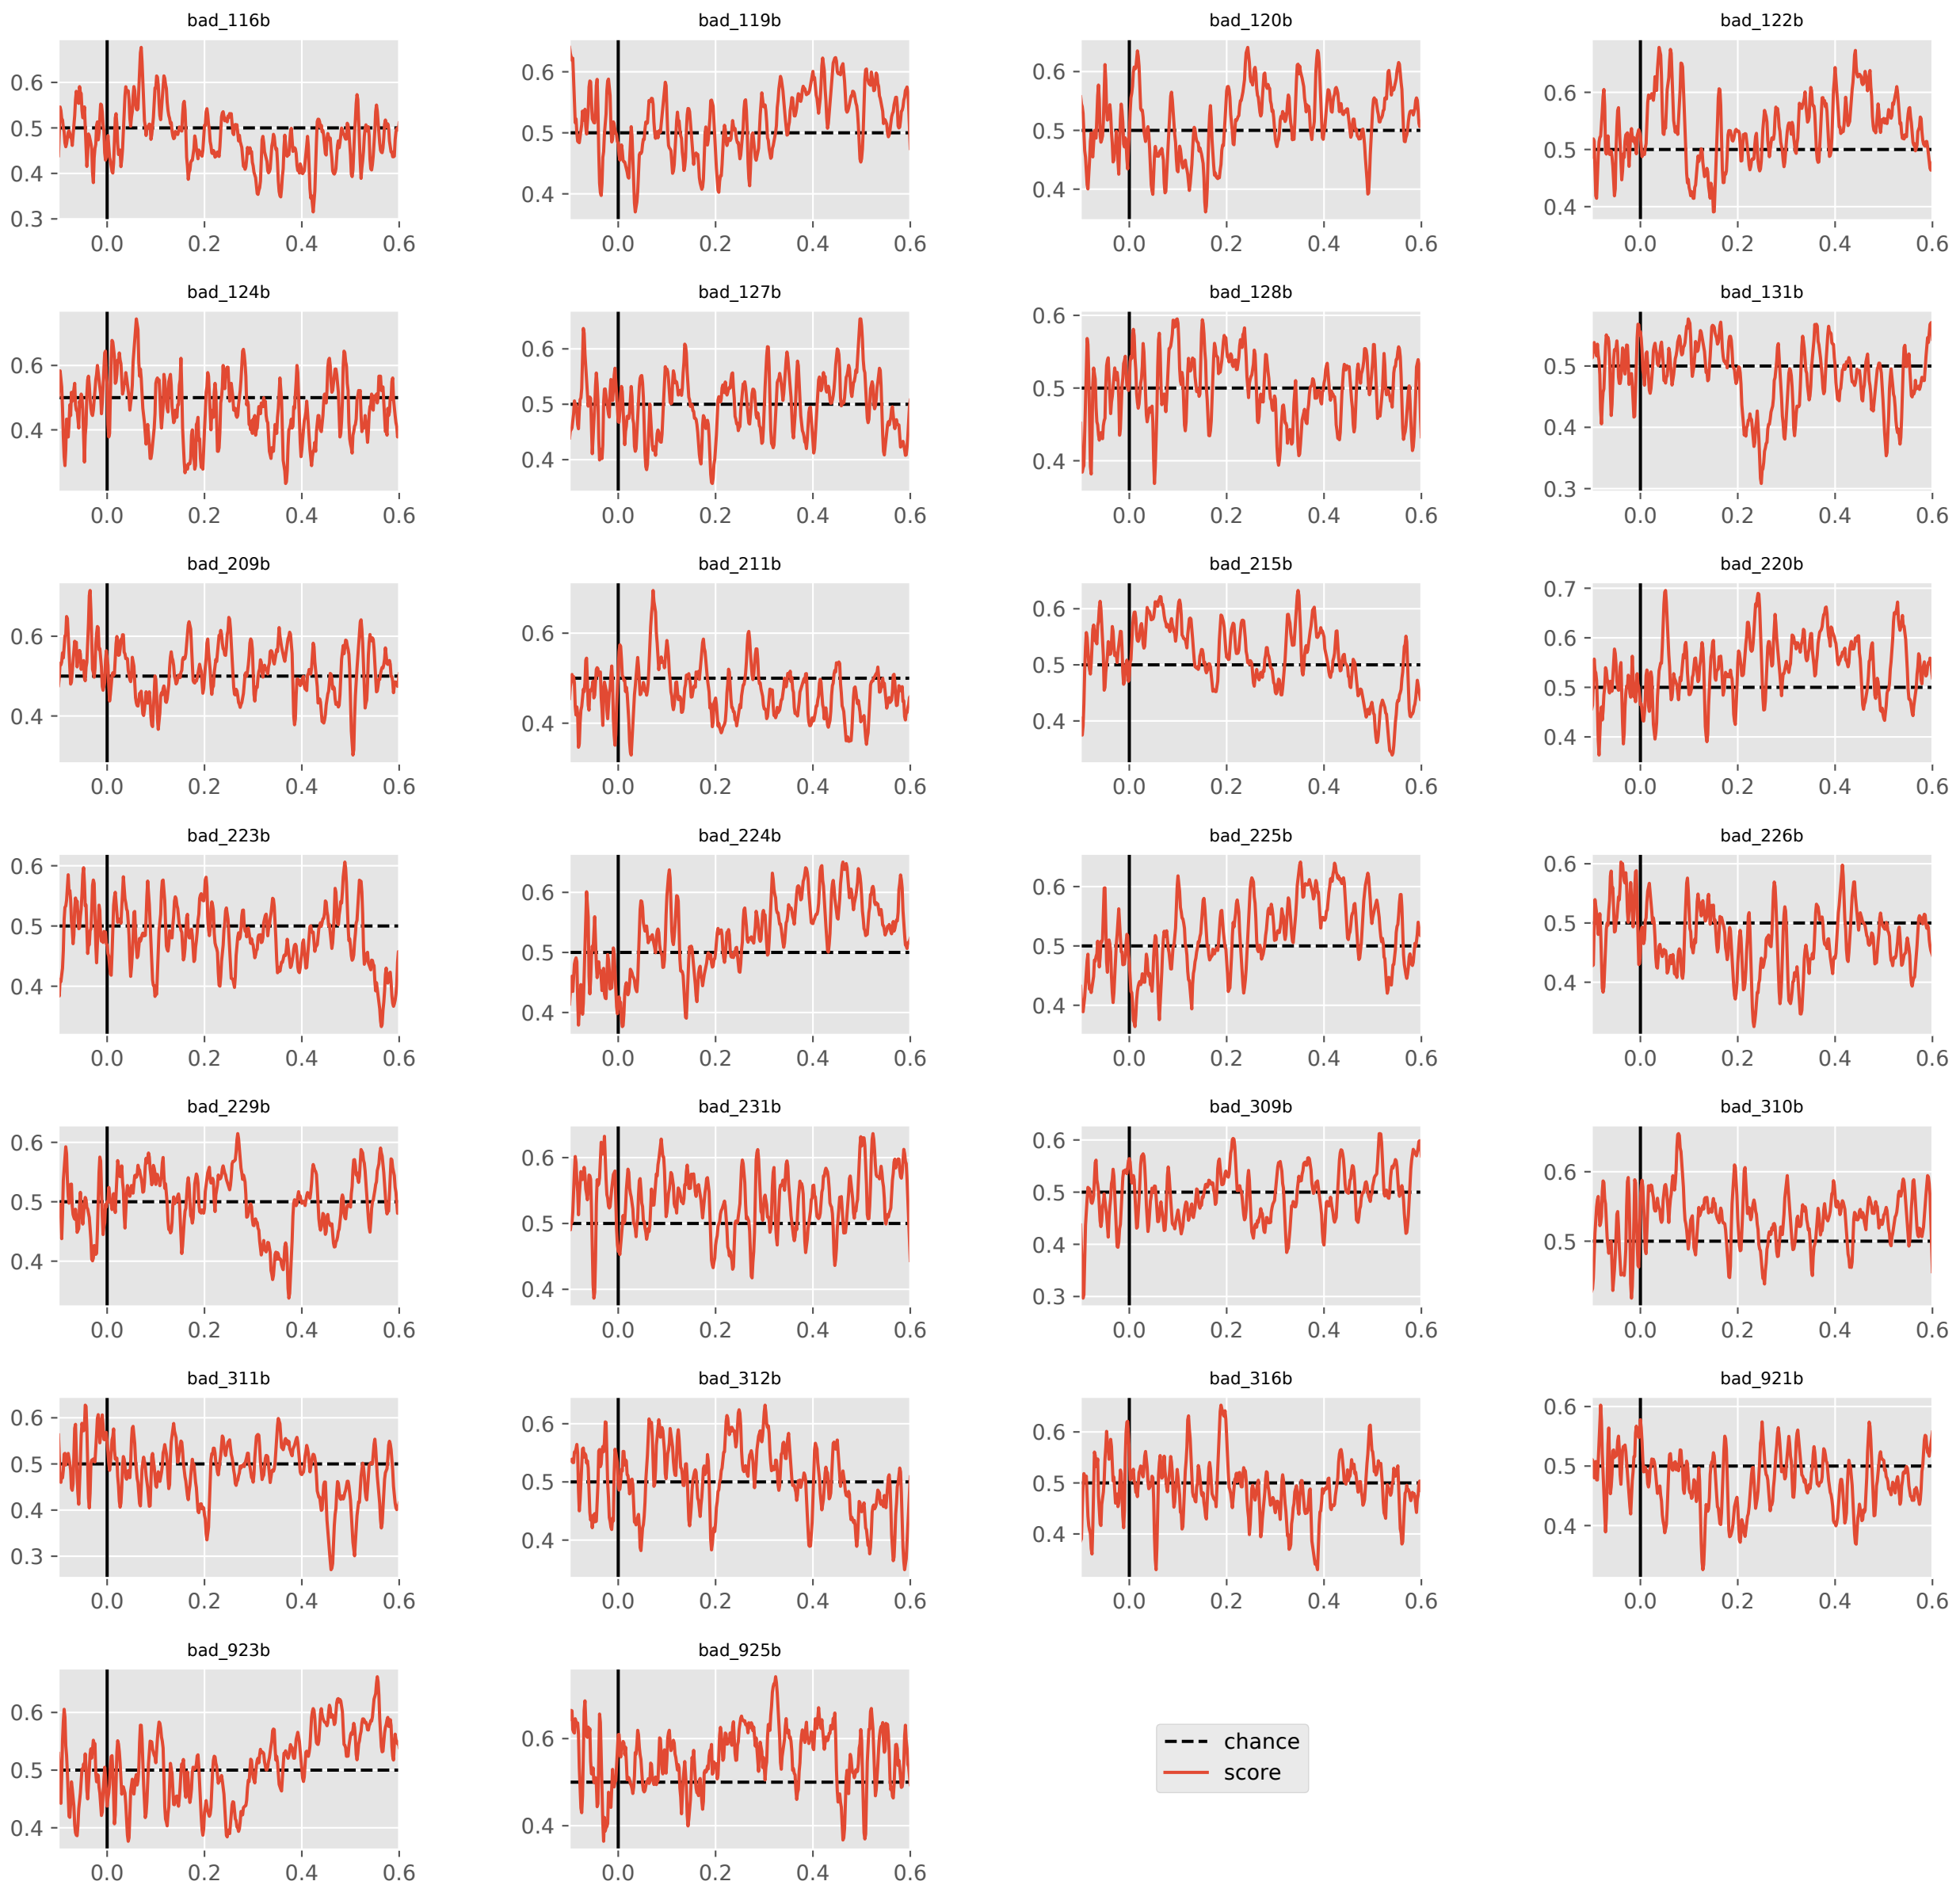 bad_116b bad_119b bad_120b bad_122b
0.6 0.5 0.4 0.3 0.6 0.5 0.4 0.6 0.5 0.4 0.6 0.5 0.4
0.0 0.2 0.4 0.6 0.0 0.2 0.4 0.6 0.0 0.2 0.4 0.6 0.0 0.2 0.4 0.6
bad_124b bad_127b bad_128b bad_131b
0.6 0.5 0.4 0.6 0.5 0.4 0.6 0.5 0.4 0.5 0.4 0.3
0.0 0.2 0.4 0.6 0.0 0.2 0.4 0.6 0.0 0.2 0.4 0.6 0.0 0.2 0.4 0.6
bad_209b bad_211b bad_215b bad_220b
0.6 0.5 0.4 0.6 0.5 0.4 0.6 0.5 0.4 0.7 0.6 0.5 0.4
0.0 0.2 0.4 0.6 0.0 0.2 0.4 0.6 0.0 0.2 0.4 0.6 0.0 0.2 0.4 0.6
bad_223b bad_224b bad_225b bad_226b
0.6 0.5 0.4 0.6 0.5 0.4 0.6 0.5 0.4 0.6 0.5 0.4
0.0 0.2 0.4 0.6 0.0 0.2 0.4 0.6 0.0 0.2 0.4 0.6 0.0 0.2 0.4 0.6
bad_229b bad_231b bad_309b bad_310b
0.6 0.5 0.4 0.6 0.5 0.4 0.6 0.5 0.4 0.3 0.6 0.5
0.0 0.2 0.4 0.6 0.0 0.2 0.4 0.6 0.0 0.2 0.4 0.6 0.0 0.2 0.4 0.6
bad_311b bad_312b bad_316b bad_921b
0.6 0.5 0.4 0.3 0.6 0.5 0.4 0.6 0.5 0.4 0.6 0.5 0.4
0.0 0.2 0.4 0.6 0.0 0.2 0.4 0.6 0.0 0.2 0.4 0.6 0.0 0.2 0.4 0.6
bad_923b bad_925b
0.6 0.5 0.4 0.6 0.5 0.4
0.0 0.2 0.4 0.6 0.0 0.2 0.4 0.6
chance
score